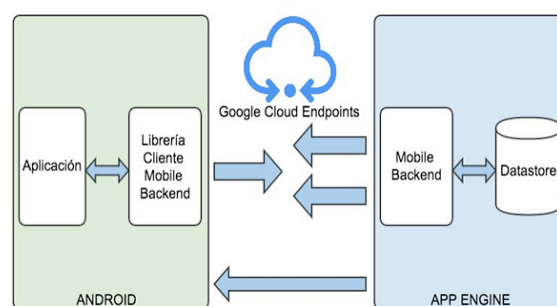 Google Cloud Endpoints
Aplicación
Librería
Cliente
Mobile
Backend
Mobile
Backend
Datastore
ANDROID
APP ENGINE